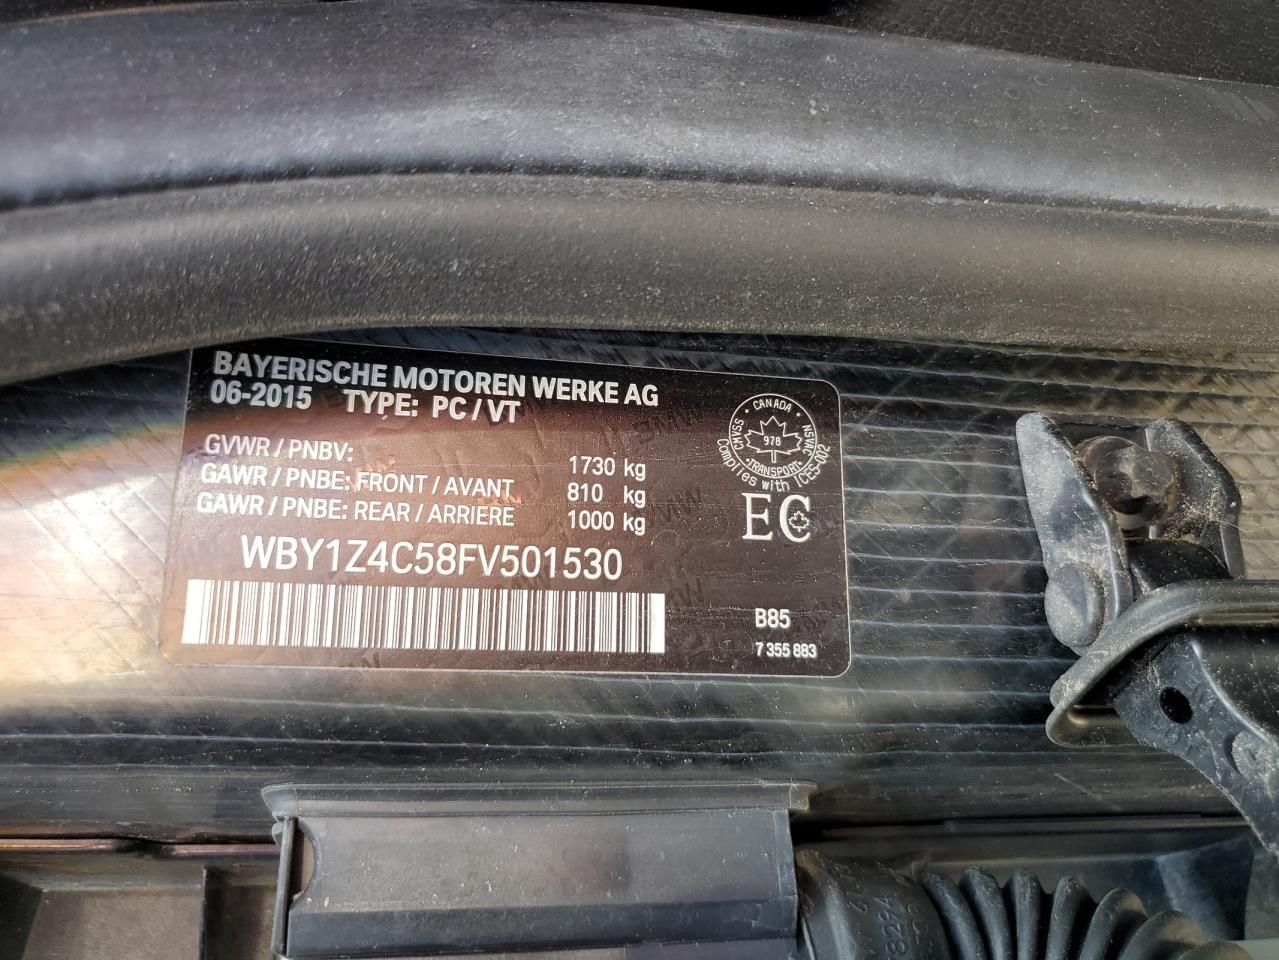 BAYERISCHE MOTOREN WERKE AG
06-2015 TYPE: PC / VT
GVWR / PNBV: 1730 kg
GAWR / PNBE: FRONT / AVANT 810 kg
GAWR / PNBE: REAR / ARRIERE 1000 kg
WBY1Z4C58FV501530
CANADA
CMVSS NSVAC
978
TRANSPORT
Complies with ICES-002
EC
B85
7 355 883